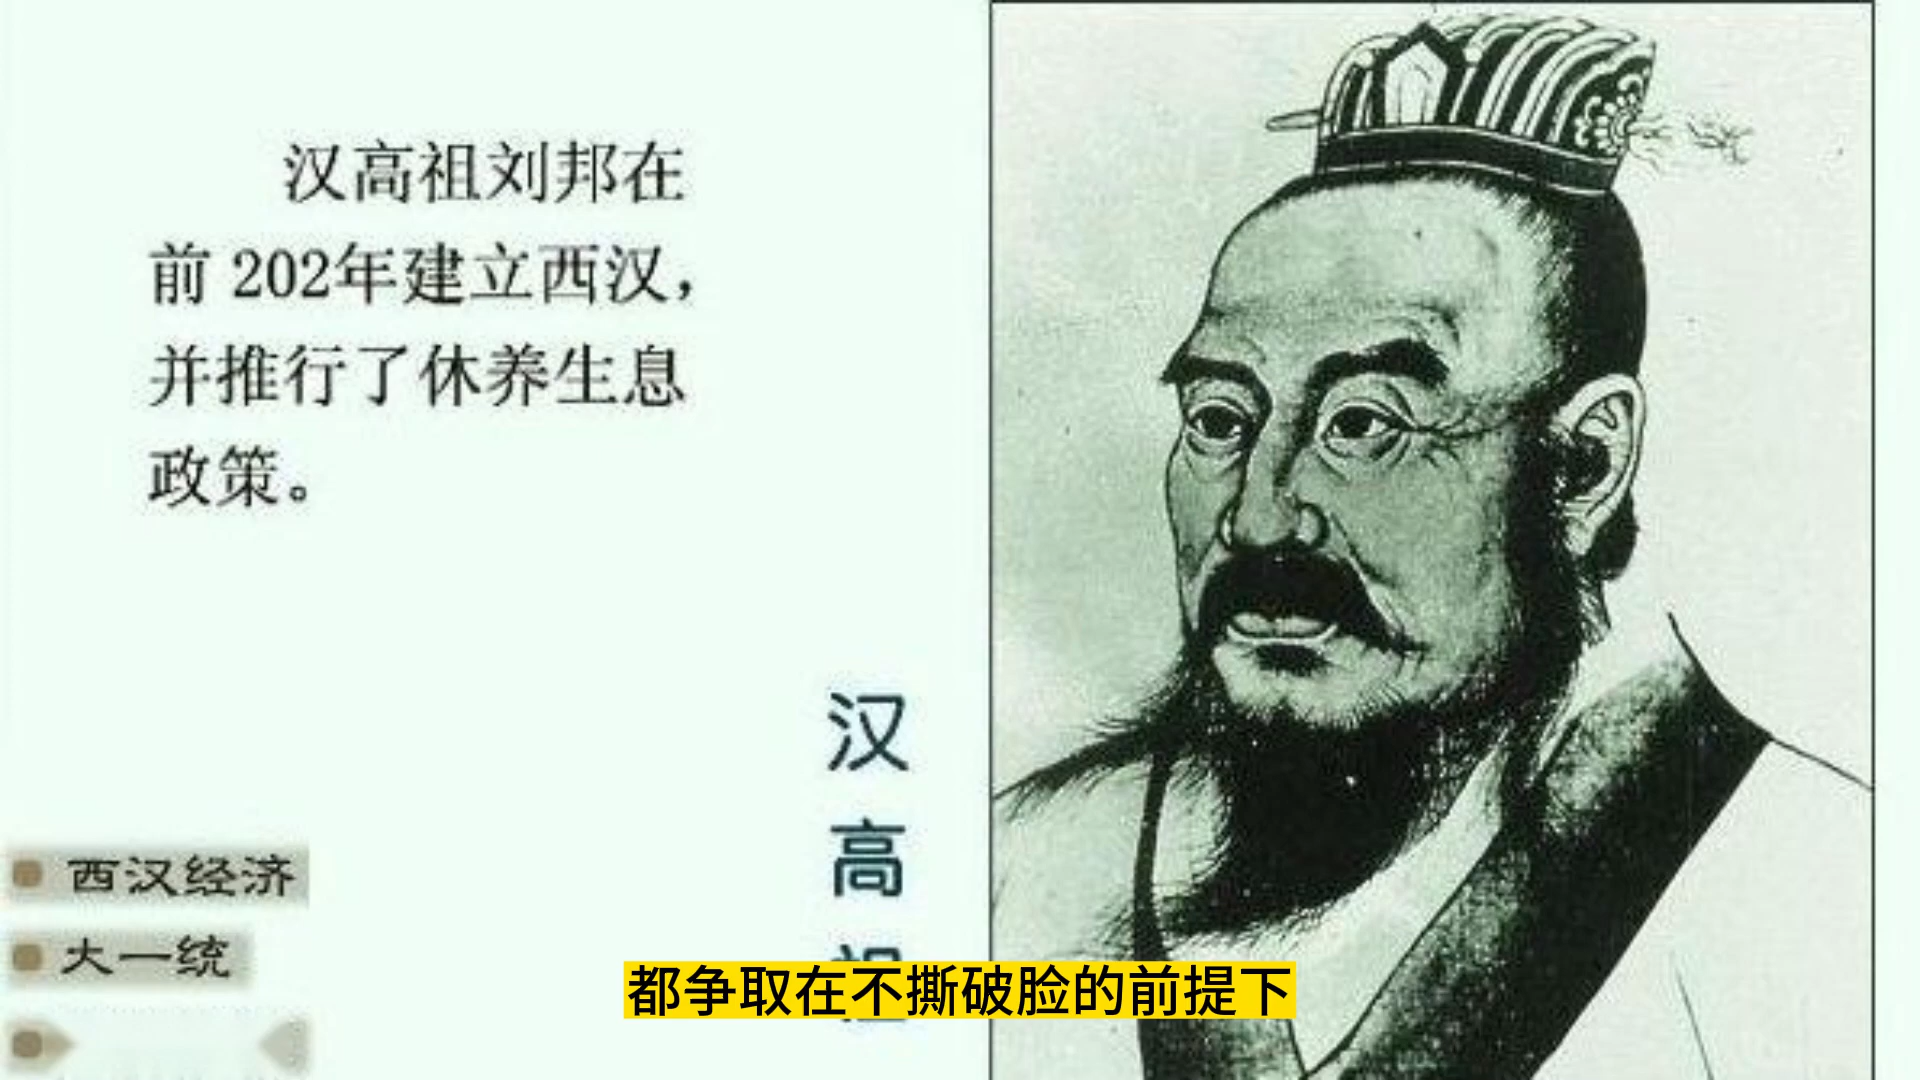 汉高祖刘邦在
前202年建立西汉，
并推行了休养生息
政策。
汉高祖
西汉经济
大一统
都争取在不撕破脸的前提下